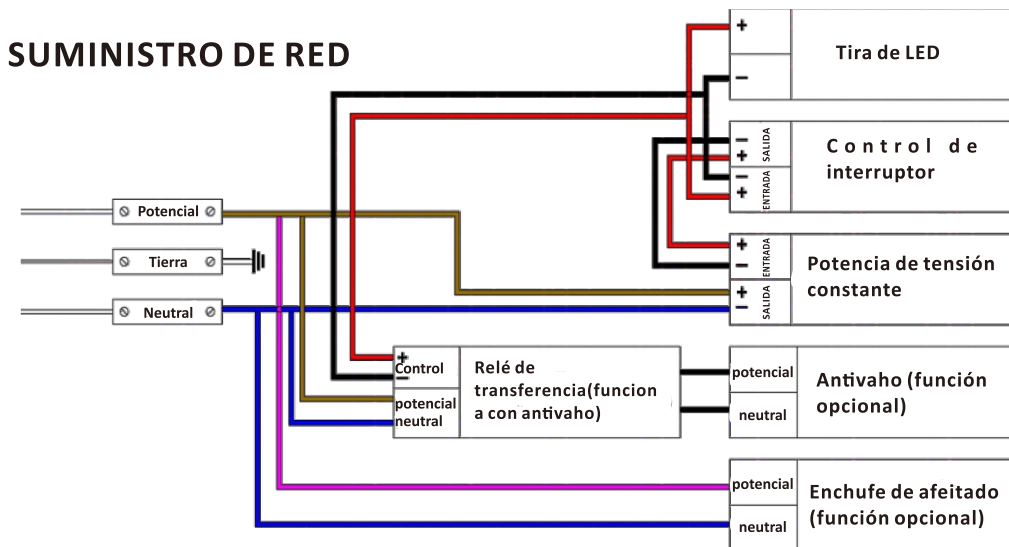 SUMINISTRO DE RED
+
Tira de LED
−
−
SALIDA
+
Control de
interruptor
−
ENTRADA
+
Potencial
Tierra
Neutral
+
ENTRADA
−
Potencia de tensión
constante
+
SALIDA
−
+
Control
−
potencial
neutral
Relé de
transferencia(funcion
a con antivaho)
potencial
neutral
Antivaho (función
opcional)
potencial
neutral
Enchufe de afeitado
(función opcional)